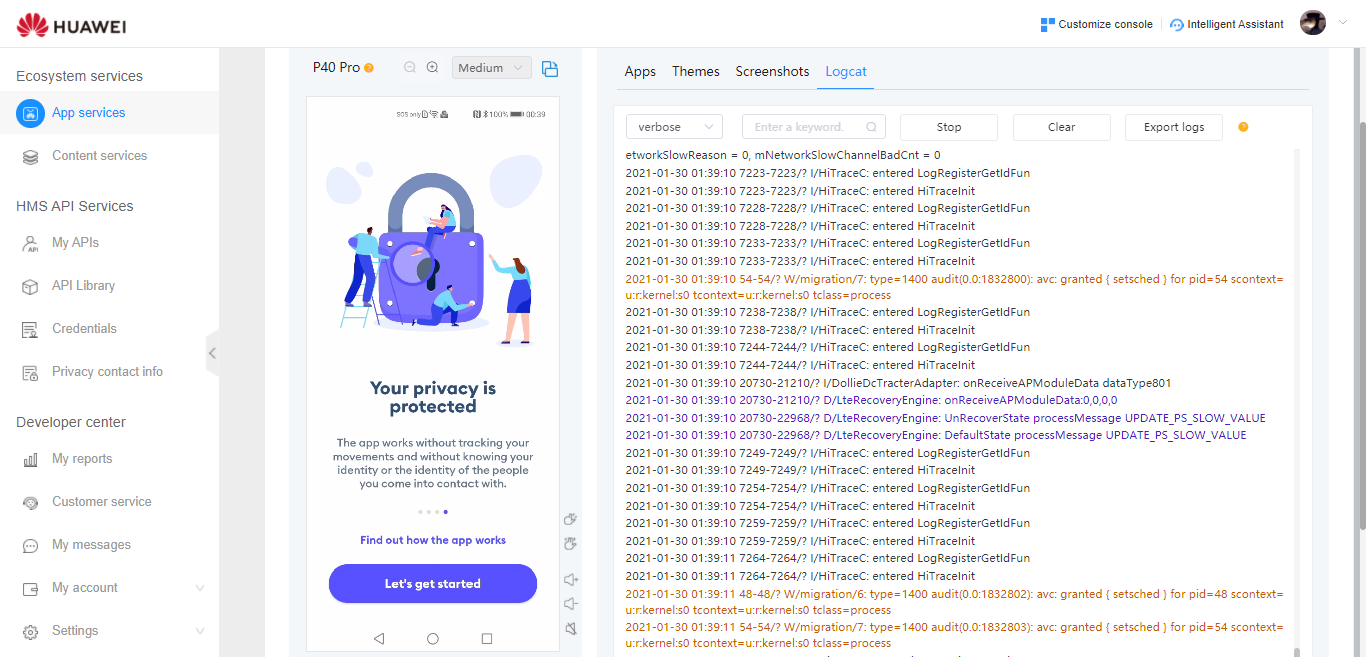 HUAWEI
Customize console
Intelligent Assistant
Ecosystem services
App services
Content services
HMS API Services
My APIs
API Library
Credentials
Privacy contact info
Developer center
My reports
Customer service
My messages
My account
Settings
P40 Pro
Medium
SOS only
100%
00:39
Your privacy is
protected
The app works without tracking your
movements and without knowing your
identity or the identity of the people
you come into contact with.
Find out how the app works
Let's get started
Apps Themes Screenshots Logcat
verbose
Enter a keyword.
Stop
Clear
Export logs
etworkSlowReason = 0, mNetworkSlowChannelBadCnt = 0
2021-01-30 01:39:10 7223-7223/? I/HiTraceC: entered LogRegisterGetIdFun
2021-01-30 01:39:10 7223-7223/? I/HiTraceC: entered HiTraceInit
2021-01-30 01:39:10 7228-7228/? I/HiTraceC: entered LogRegisterGetIdFun
2021-01-30 01:39:10 7228-7228/? I/HiTraceC: entered HiTraceInit
2021-01-30 01:39:10 7233-7233/? I/HiTraceC: entered LogRegisterGetIdFun
2021-01-30 01:39:10 7233-7233/? I/HiTraceC: entered HiTraceInit
2021-01-30 01:39:10 54-54/? W/migration/7: type=1400 audit(0.0:1832800): avc: granted { setsched } for pid=54 scontext=
u:r:kernel:s0 tcontext=u:r:kernel:s0 tclass=process
2021-01-30 01:39:10 7238-7238/? I/HiTraceC: entered LogRegisterGetIdFun
2021-01-30 01:39:10 7238-7238/? I/HiTraceC: entered HiTraceInit
2021-01-30 01:39:10 7244-7244/? I/HiTraceC: entered LogRegisterGetIdFun
2021-01-30 01:39:10 7244-7244/? I/HiTraceC: entered HiTraceInit
2021-01-30 01:39:10 20730-21210/? I/DollieDcTracterAdapter: onReceiveAPModuleData dataType801
2021-01-30 01:39:10 20730-21210/? D/LteRecoveryEngine: onReceiveAPModuleData:0,0,0,0
2021-01-30 01:39:10 20730-22968/? D/LteRecoveryEngine: UnRecoverState processMessage UPDATE_PS_SLOW_VALUE
2021-01-30 01:39:10 20730-22968/? D/LteRecoveryEngine: DefaultState processMessage UPDATE_PS_SLOW_VALUE
2021-01-30 01:39:10 7249-7249/? I/HiTraceC: entered LogRegisterGetIdFun
2021-01-30 01:39:10 7249-7249/? I/HiTraceC: entered HiTraceInit
2021-01-30 01:39:10 7254-7254/? I/HiTraceC: entered LogRegisterGetIdFun
2021-01-30 01:39:10 7254-7254/? I/HiTraceC: entered HiTraceInit
2021-01-30 01:39:10 7259-7259/? I/HiTraceC: entered LogRegisterGetIdFun
2021-01-30 01:39:10 7259-7259/? I/HiTraceC: entered HiTraceInit
2021-01-30 01:39:11 7264-7264/? I/HiTraceC: entered LogRegisterGetIdFun
2021-01-30 01:39:11 7264-7264/? I/HiTraceC: entered HiTraceInit
2021-01-30 01:39:11 48-48/? W/migration/6: type=1400 audit(0.0:1832802): avc: granted { setsched } for pid=48 scontext=
u:r:kernel:s0 tcontext=u:r:kernel:s0 tclass=process
2021-01-30 01:39:11 54-54/? W/migration/7: type=1400 audit(0.0:1832803): avc: granted { setsched } for pid=54 scontext=
u:r:kernel:s0 tcontext=u:r:kernel:s0 tclass=process